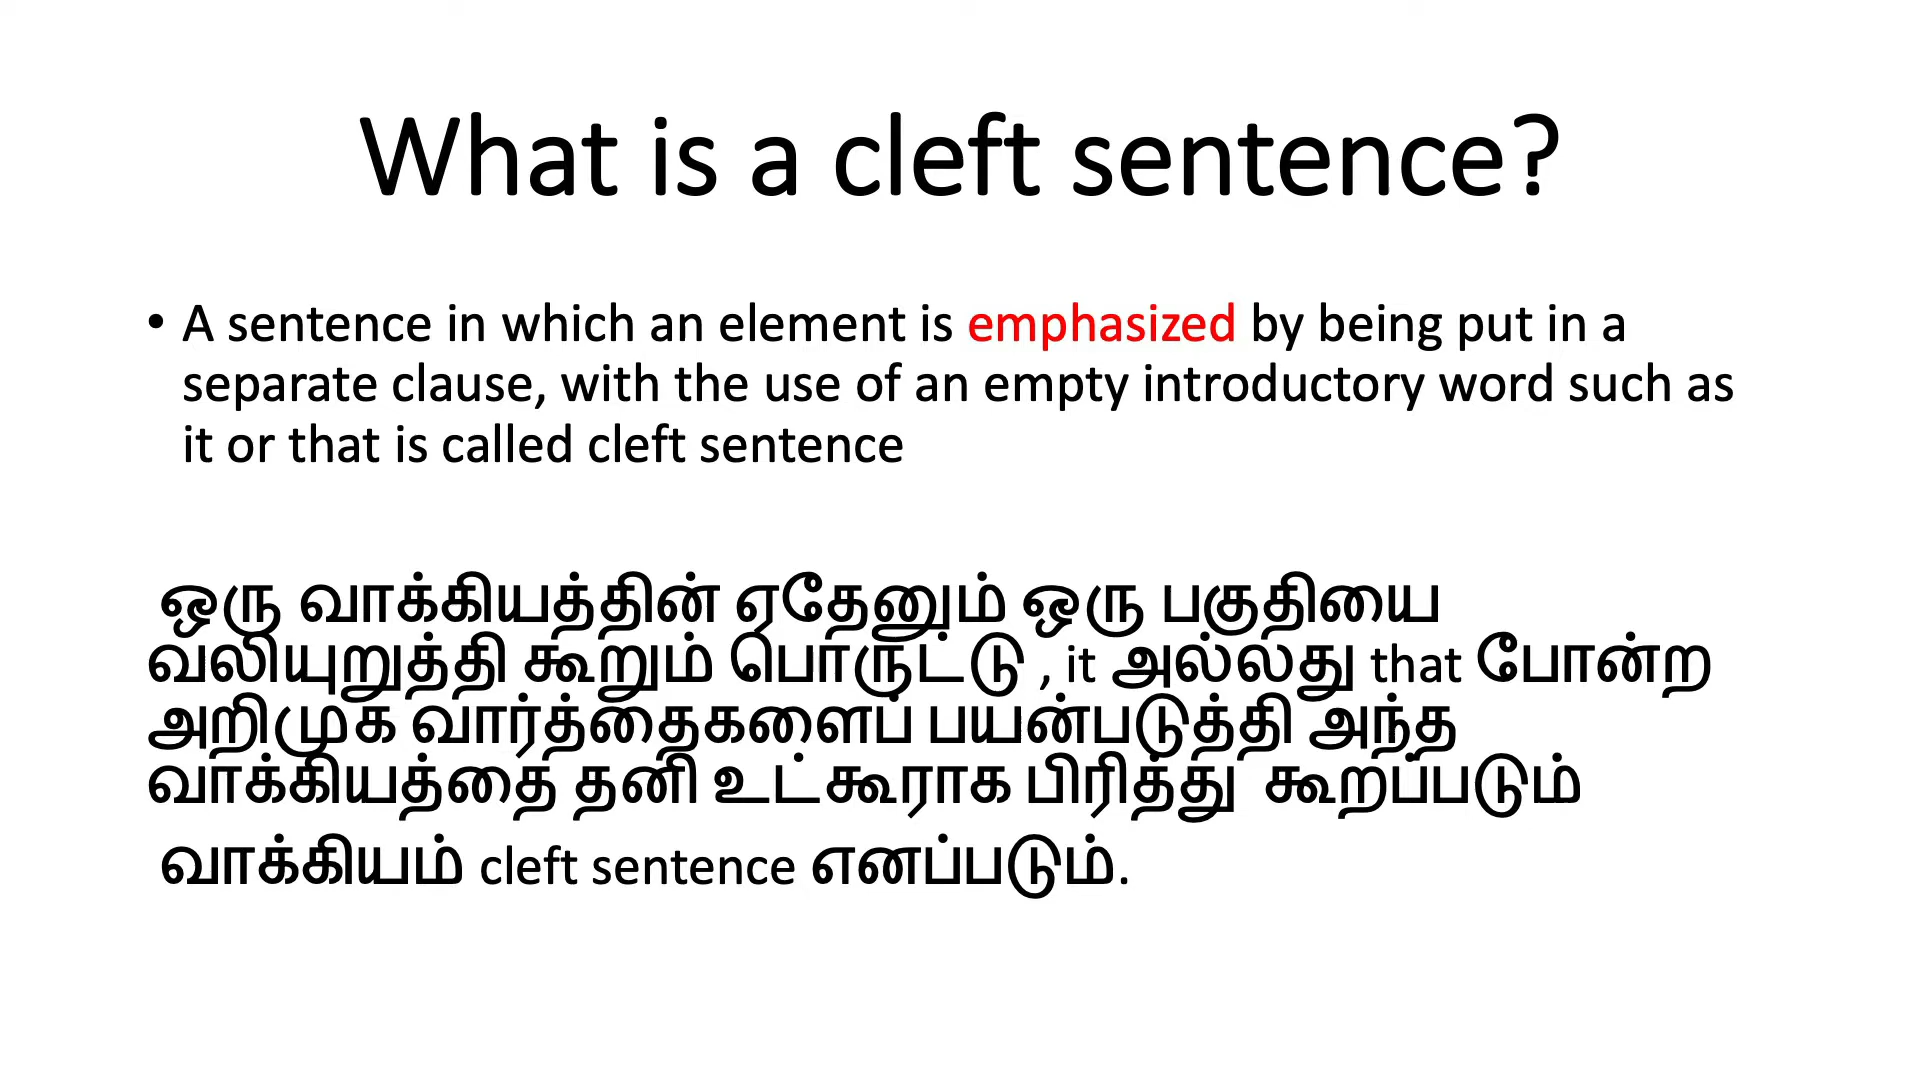 What is a cleft sentence?
• A sentence in which an element is emphasized by being put in a
separate clause, with the use of an empty introductory word such as
it or that is called cleft sentence
ஒரு வாக்கியத்தின் ஏதேனும் ஒரு பகுதியை
வலியுறுத்தி கூறும் பொருட்டு , it அல்லது that போன்ற
அறிமுக வார்த்தைகளைப் பயன்படுத்தி அந்த
வாக்கியத்தை தனி உட்கூராக பிரித்து கூறப்படும்
வாக்கியம் cleft sentence எனப்படும்.